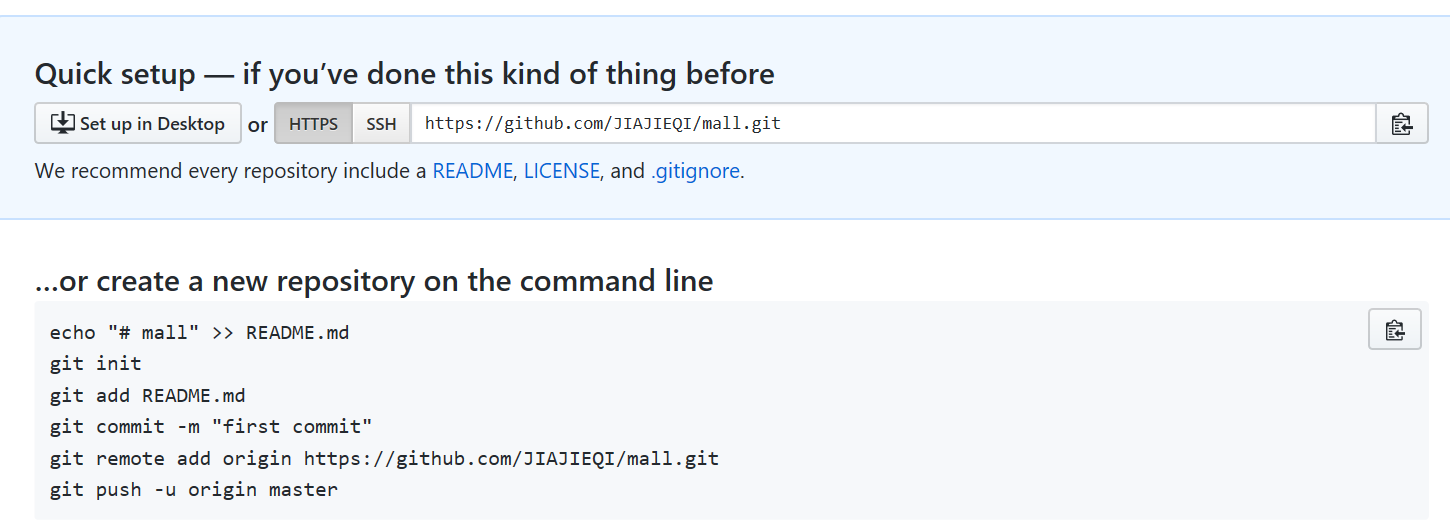 Quick setup — if you’ve done this kind of thing before
Set up in Desktop or HTTPS SSH https://github.com/JIAJIEQI/mall.git
We recommend every repository include a README, LICENSE, and .gitignore.
…or create a new repository on the command line
echo "# mall" >> README.md
git init
git add README.md
git commit -m "first commit"
git remote add origin https://github.com/JIAJIEQI/mall.git
git push -u origin master